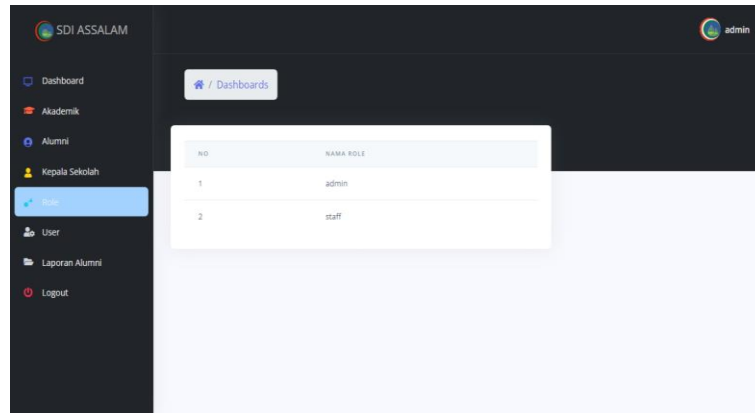 SDI ASSALAM
admin
Dashboard
Akademik
Alumni
Kepala Sekolah
Role
User
Laporan Alumni
Logout
/ Dashboards
NO NAMA ROLE
1 admin
2 staff